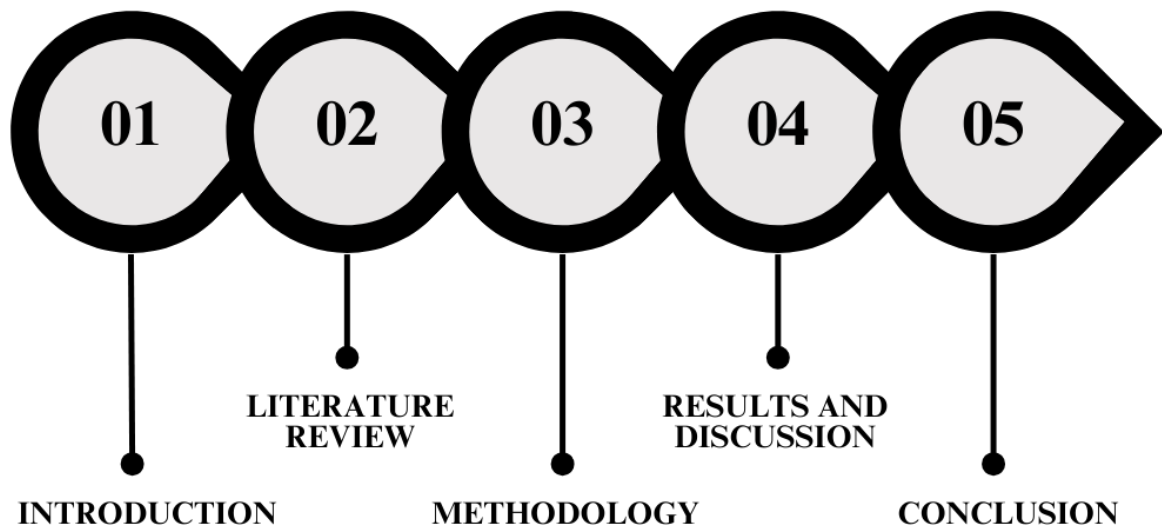 01
02
03
04
05
LITERATURE
REVIEW
RESULTS AND
DISCUSSION
INTRODUCTION
METHODOLOGY
CONCLUSION